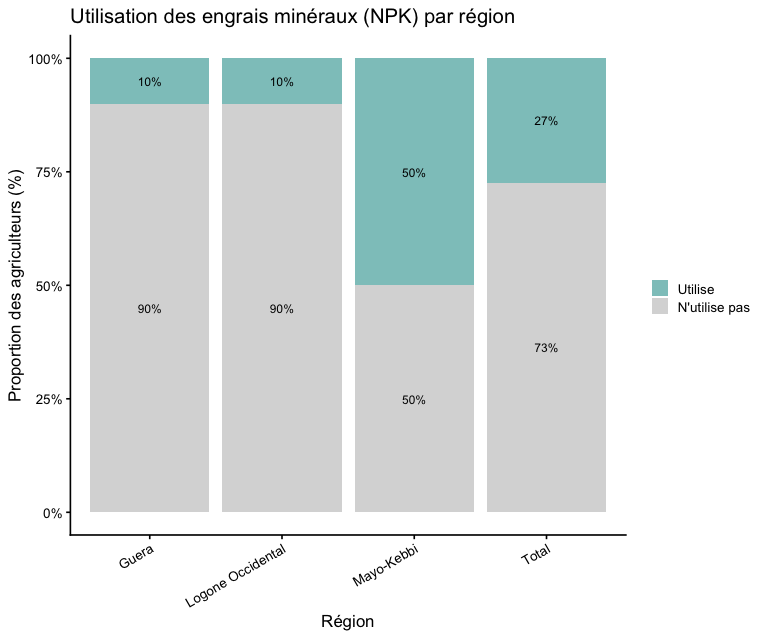 Utilisation des engrais minéraux (NPK) par région
Proportion des agriculteurs (%)
100%
75%
50%
25%
0%
10%
10%
50%
27%
90%
90%
50%
73%
Guera
Logone Occidental
Mayo-Kebbi
Total
Région
Utilise
N'utilise pas